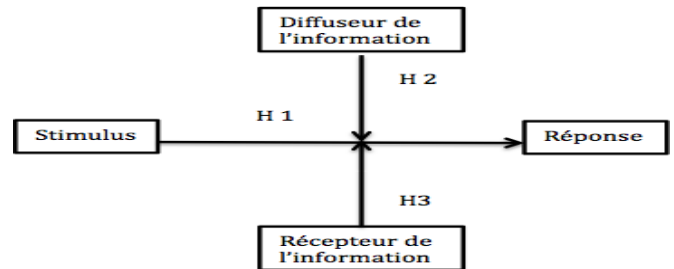 Diffuseur de
l'information
H 2
H 1
Stimulus
Réponse
H3
Récepteur de
l'information